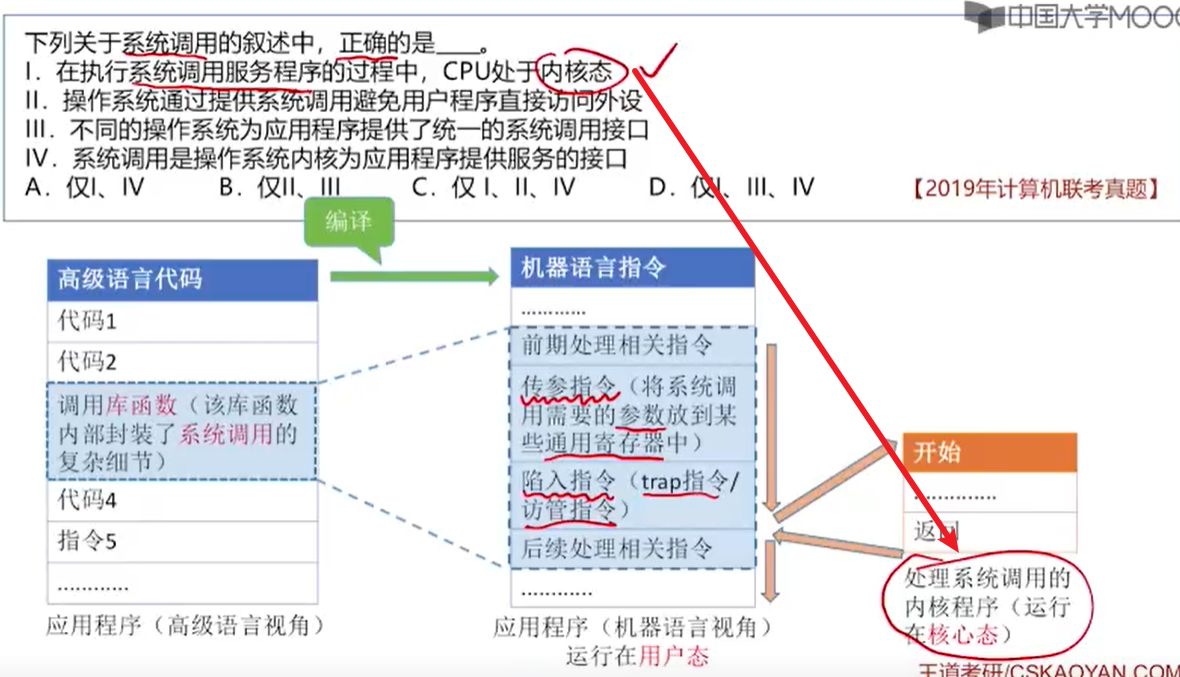 中国大学MOOC
下列关于系统调用的叙述中，正确的是____。
I．在执行系统调用服务程序的过程中，CPU处于内核态
II．操作系统通过提供系统调用避免用户程序直接访问外设
III．不同的操作系统为应用程序提供了统一的系统调用接口
IV．系统调用是操作系统内核为应用程序提供服务的接口
A．仅I、IV B．仅II、III C．仅 I、II、IV D．仅I、III、IV 【2019年计算机联考真题】
编译
高级语言代码
代码1
代码2
调用库函数（该库函数
内部封装了系统调用的
复杂细节）
代码4
指令5
…………
应用程序（高级语言视角）
机器语言指令
…………
前期处理相关指令
传参指令（将系统调
用需要的参数放到某
些通用寄存器中）
陷入指令（trap指令/
访管指令）
后续处理相关指令
…………
应用程序（机器语言视角）
运行在用户态
开始
……………
返回
处理系统调用的
内核程序（运行
在核心态）
王道考研/CSKAOYAN.COM